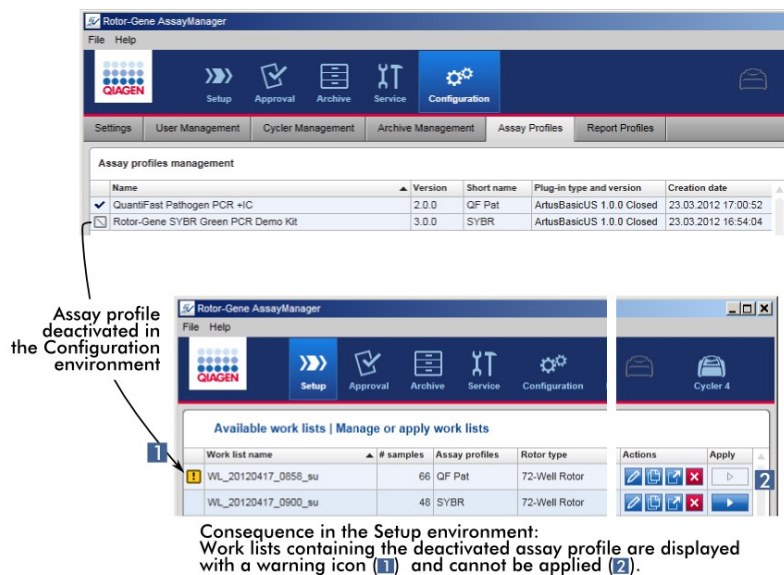 Rotor-Gene AssayManager
File Help
QIAGEN
Setup Approval Archive Service Configuration
Settings User Management Cycler Management Archive Management Assay Profiles Report Profiles
Assay profiles management
Name Version Short name Plug-in type and version Creation date
QuantiFast Pathogen PCR +IC 2.0.0 QF Pat ArtusBasicUS 1.0.0 Closed 23.03.2012 17:00:52
Rotor-Gene SYBR Green PCR Demo Kit 3.0.0 SYBR ArtusBasicUS 1.0.0 Closed 23.03.2012 16:54:04
Assay profile
deactivated in
the Configuration
environment
Rotor-Gene AssayManager
File Help
QIAGEN
Setup Approval Archive Service Configuration Cycler 4
Available work lists | Manage or apply work lists
Work list name # samples Assay profiles Rotor type Actions Apply
1
! WL_20120417_0858_su 66 QF Pat 72-Well Rotor
2
WL_20120417_0900_su 48 SYBR 72-Well Rotor
Consequence in the Setup environment:
Work lists containing the deactivated assay profile are displayed
with a warning icon (1) and cannot be applied (2).